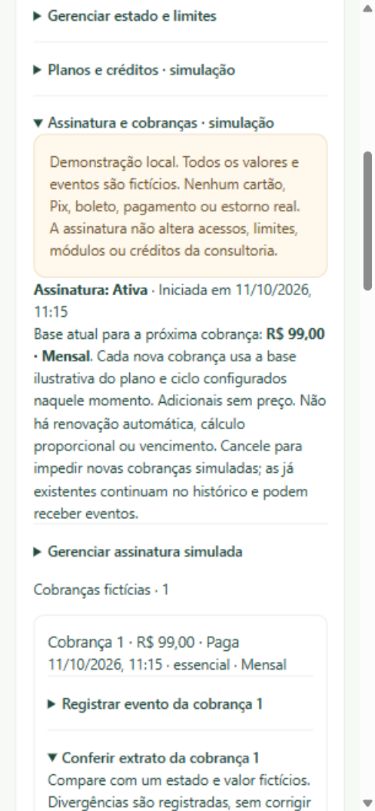 ▶ Gerenciar estado e limites
▶ Planos e créditos · simulação
▼ Assinatura e cobranças · simulação
Demonstração local. Todos os valores e
eventos são fictícios. Nenhum cartão,
Pix, boleto, pagamento ou estorno real.
A assinatura não altera acessos, limites,
módulos ou créditos da consultoria.
Assinatura: Ativa · Iniciada em 11/10/2026,
11:15
Base atual para a próxima cobrança: R$ 99,00
· Mensal. Cada nova cobrança usa a base
ilustrativa do plano e ciclo configurados
naquele momento. Adicionais sem preço. Não
há renovação automática, cálculo
proporcional ou vencimento. Cancele para
impedir novas cobranças simuladas; as já
existentes continuam no histórico e podem
receber eventos.
▶ Gerenciar assinatura simulada
Cobranças fictícias · 1
Cobrança 1 · R$ 99,00 · Paga
11/10/2026, 11:15 · essencial · Mensal
▶ Registrar evento da cobrança 1
▼ Conferir extrato da cobrança 1
Compare com um estado e valor fictícios.
Divergências são registradas, sem corrigir